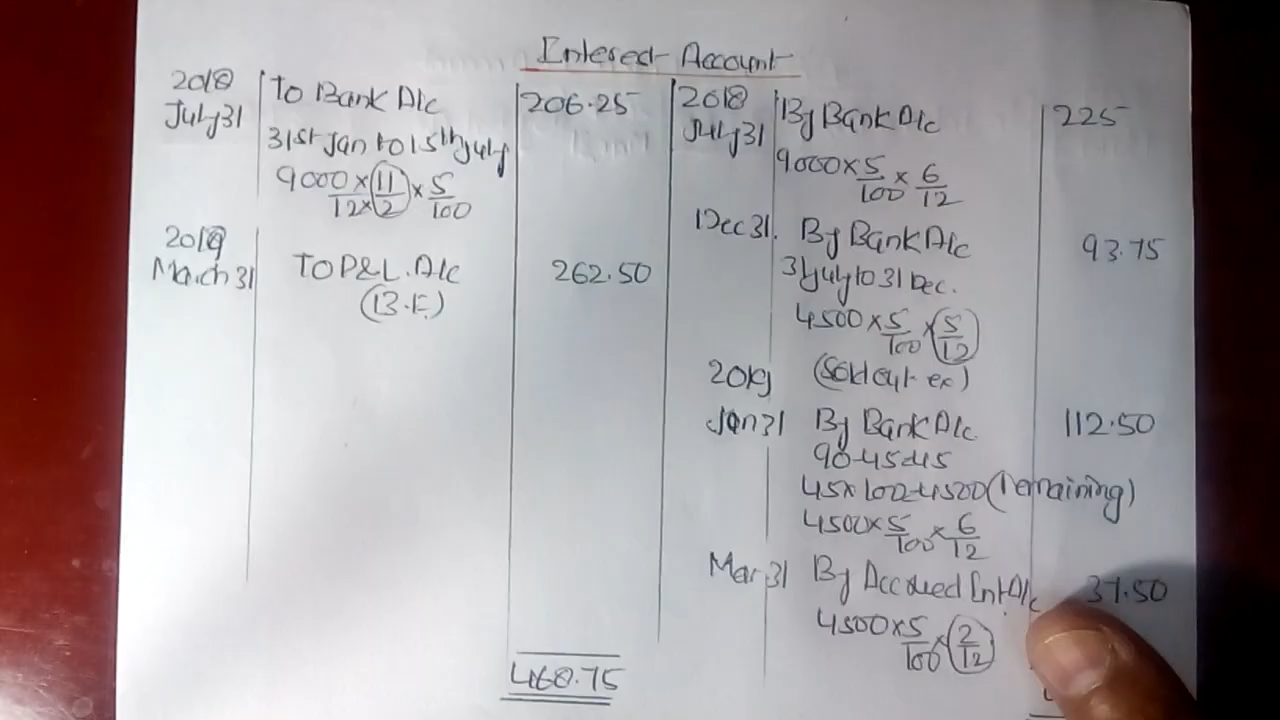 Interest Account
2018
July 31
To Bank A/c
206.25
31st Jan to 15th July
9000 × 11/12×2 × 5/100
2019
March 31
To P&L. A/c
262.50
(B.F)
468.75
2018
July 31
By Bank A/c
225
9000 × 5/100 × 6/12
Dec 31.
By Bank A/c
93.75
31 July to 31 Dec.
4500 × 5/100 × 5/12
2019
(Sold cut-ex)
Jan 31
By Bank A/c
112.50
90-45=45
45×100=4500 (remaining)
4500 × 5/100 × 6/12
Mar 31
By Accrued Int A/c
37.50
4500 × 5/100 × 2/12